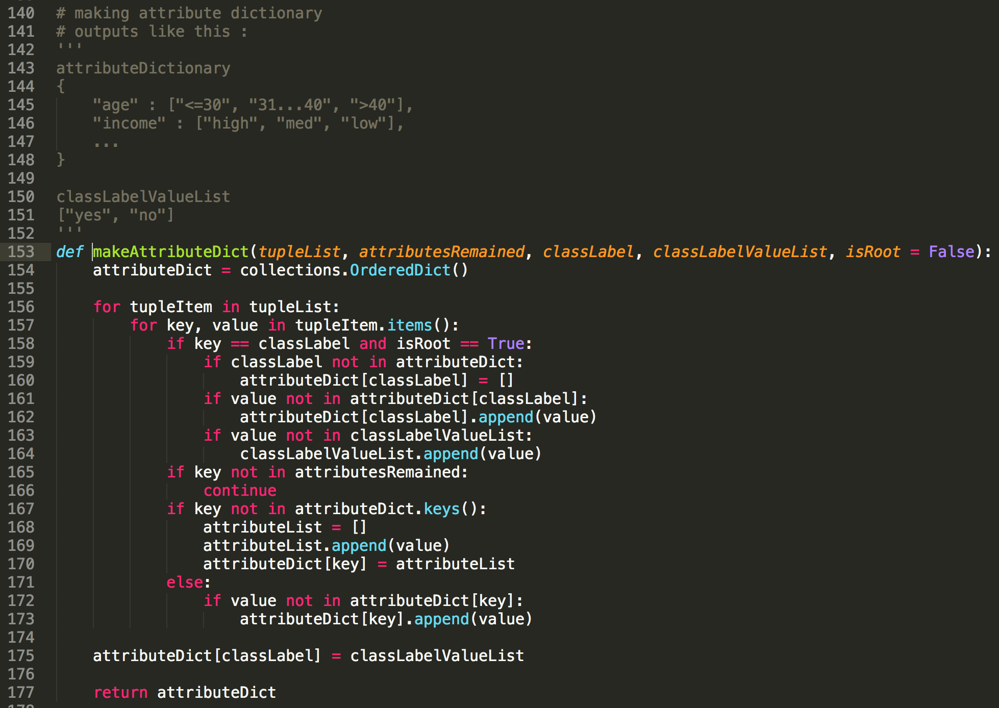 140 # making attribute dictionary
141 # outputs like this :
142 '''
143 attributeDictionary
144 {
145     "age" : ["<=30", "31...40", ">40"],
146     "income" : ["high", "med", "low"],
147     ...
148 }
149
150 classLabelValueList
151 ["yes", "no"]
152 '''
153 def makeAttributeDict(tupleList, attributesRemained, classLabel, classLabelValueList, isRoot = False):
154     attributeDict = collections.OrderedDict()
155
156     for tupleItem in tupleList:
157         for key, value in tupleItem.items():
158             if key == classLabel and isRoot == True:
159                 if classLabel not in attributeDict:
160                     attributeDict[classLabel] = []
161                 if value not in attributeDict[classLabel]:
162                     attributeDict[classLabel].append(value)
163                 if value not in classLabelValueList:
164                     classLabelValueList.append(value)
165             if key not in attributesRemained:
166                 continue
167             if key not in attributeDict.keys():
168                 attributeList = []
169                 attributeList.append(value)
170                 attributeDict[key] = attributeList
171             else:
172                 if value not in attributeDict[key]:
173                     attributeDict[key].append(value)
174
175     attributeDict[classLabel] = classLabelValueList
176
177     return attributeDict
178